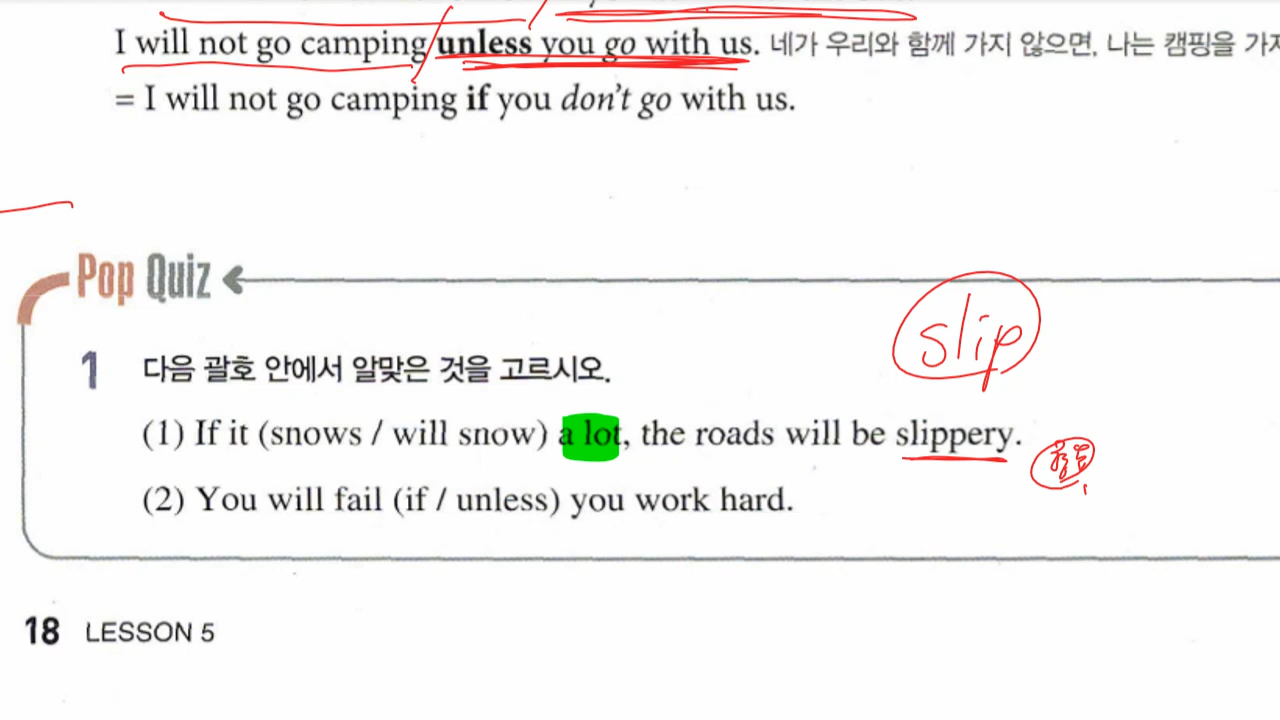 I will not go camping unless you go with us. 네가 우리와 함께 가지 않으면, 나는 캠핑을
= I will not go camping if you don't go with us.
Pop Quiz
slip
1 다음 괄호 안에서 알맞은 것을 고르시오.
(1) If it (snows / will snow) a lot, the roads will be slippery.
(2) You will fail (if / unless) you work hard.
18 LESSON 5